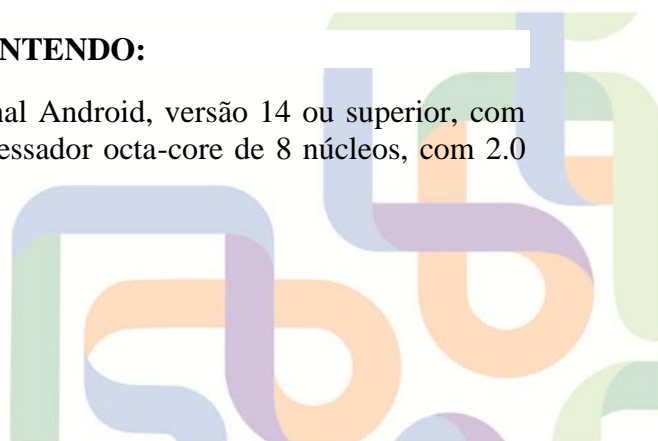 NTENDO:
nal Android, versão 14 ou superior, com
essador octa-core de 8 núcleos, com 2.0